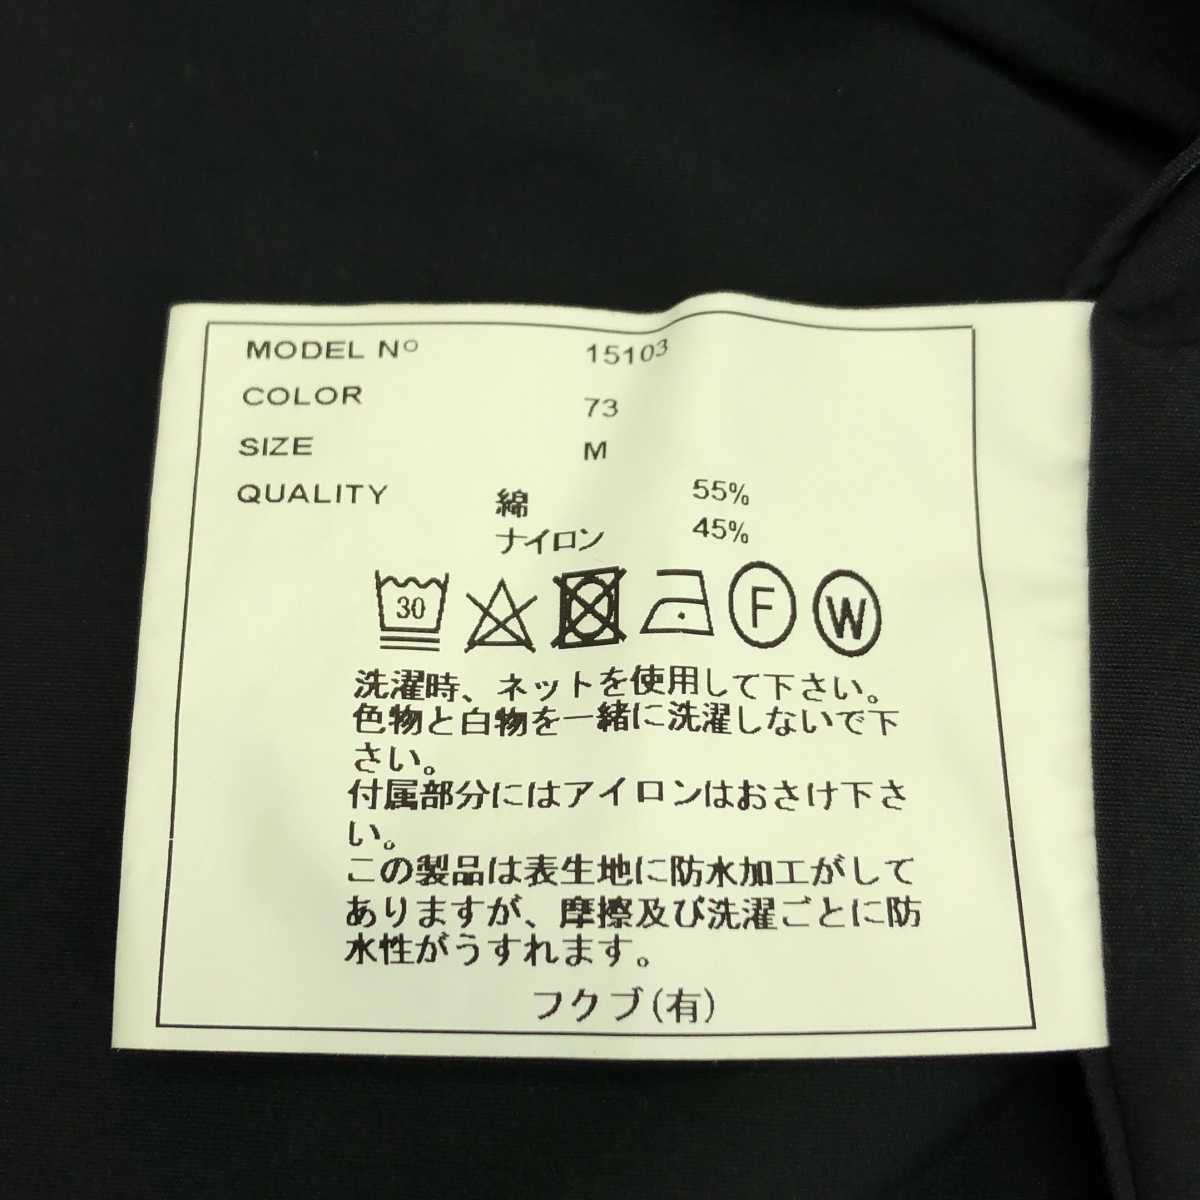 MODEL Nº 15103
COLOR 73
SIZE M
QUALITY 綿 55%
ナイロン 45%
30 F W
洗濯時、ネットを使用して下さい。
色物と白物を一緒に洗濯しないで下
さい。
付属部分にはアイロンはおさけ下さ
い。
この製品は表生地に防水加工がして
ありますが、摩擦及び洗濯ごとに防
水性がうすれます。
フクブ(有)